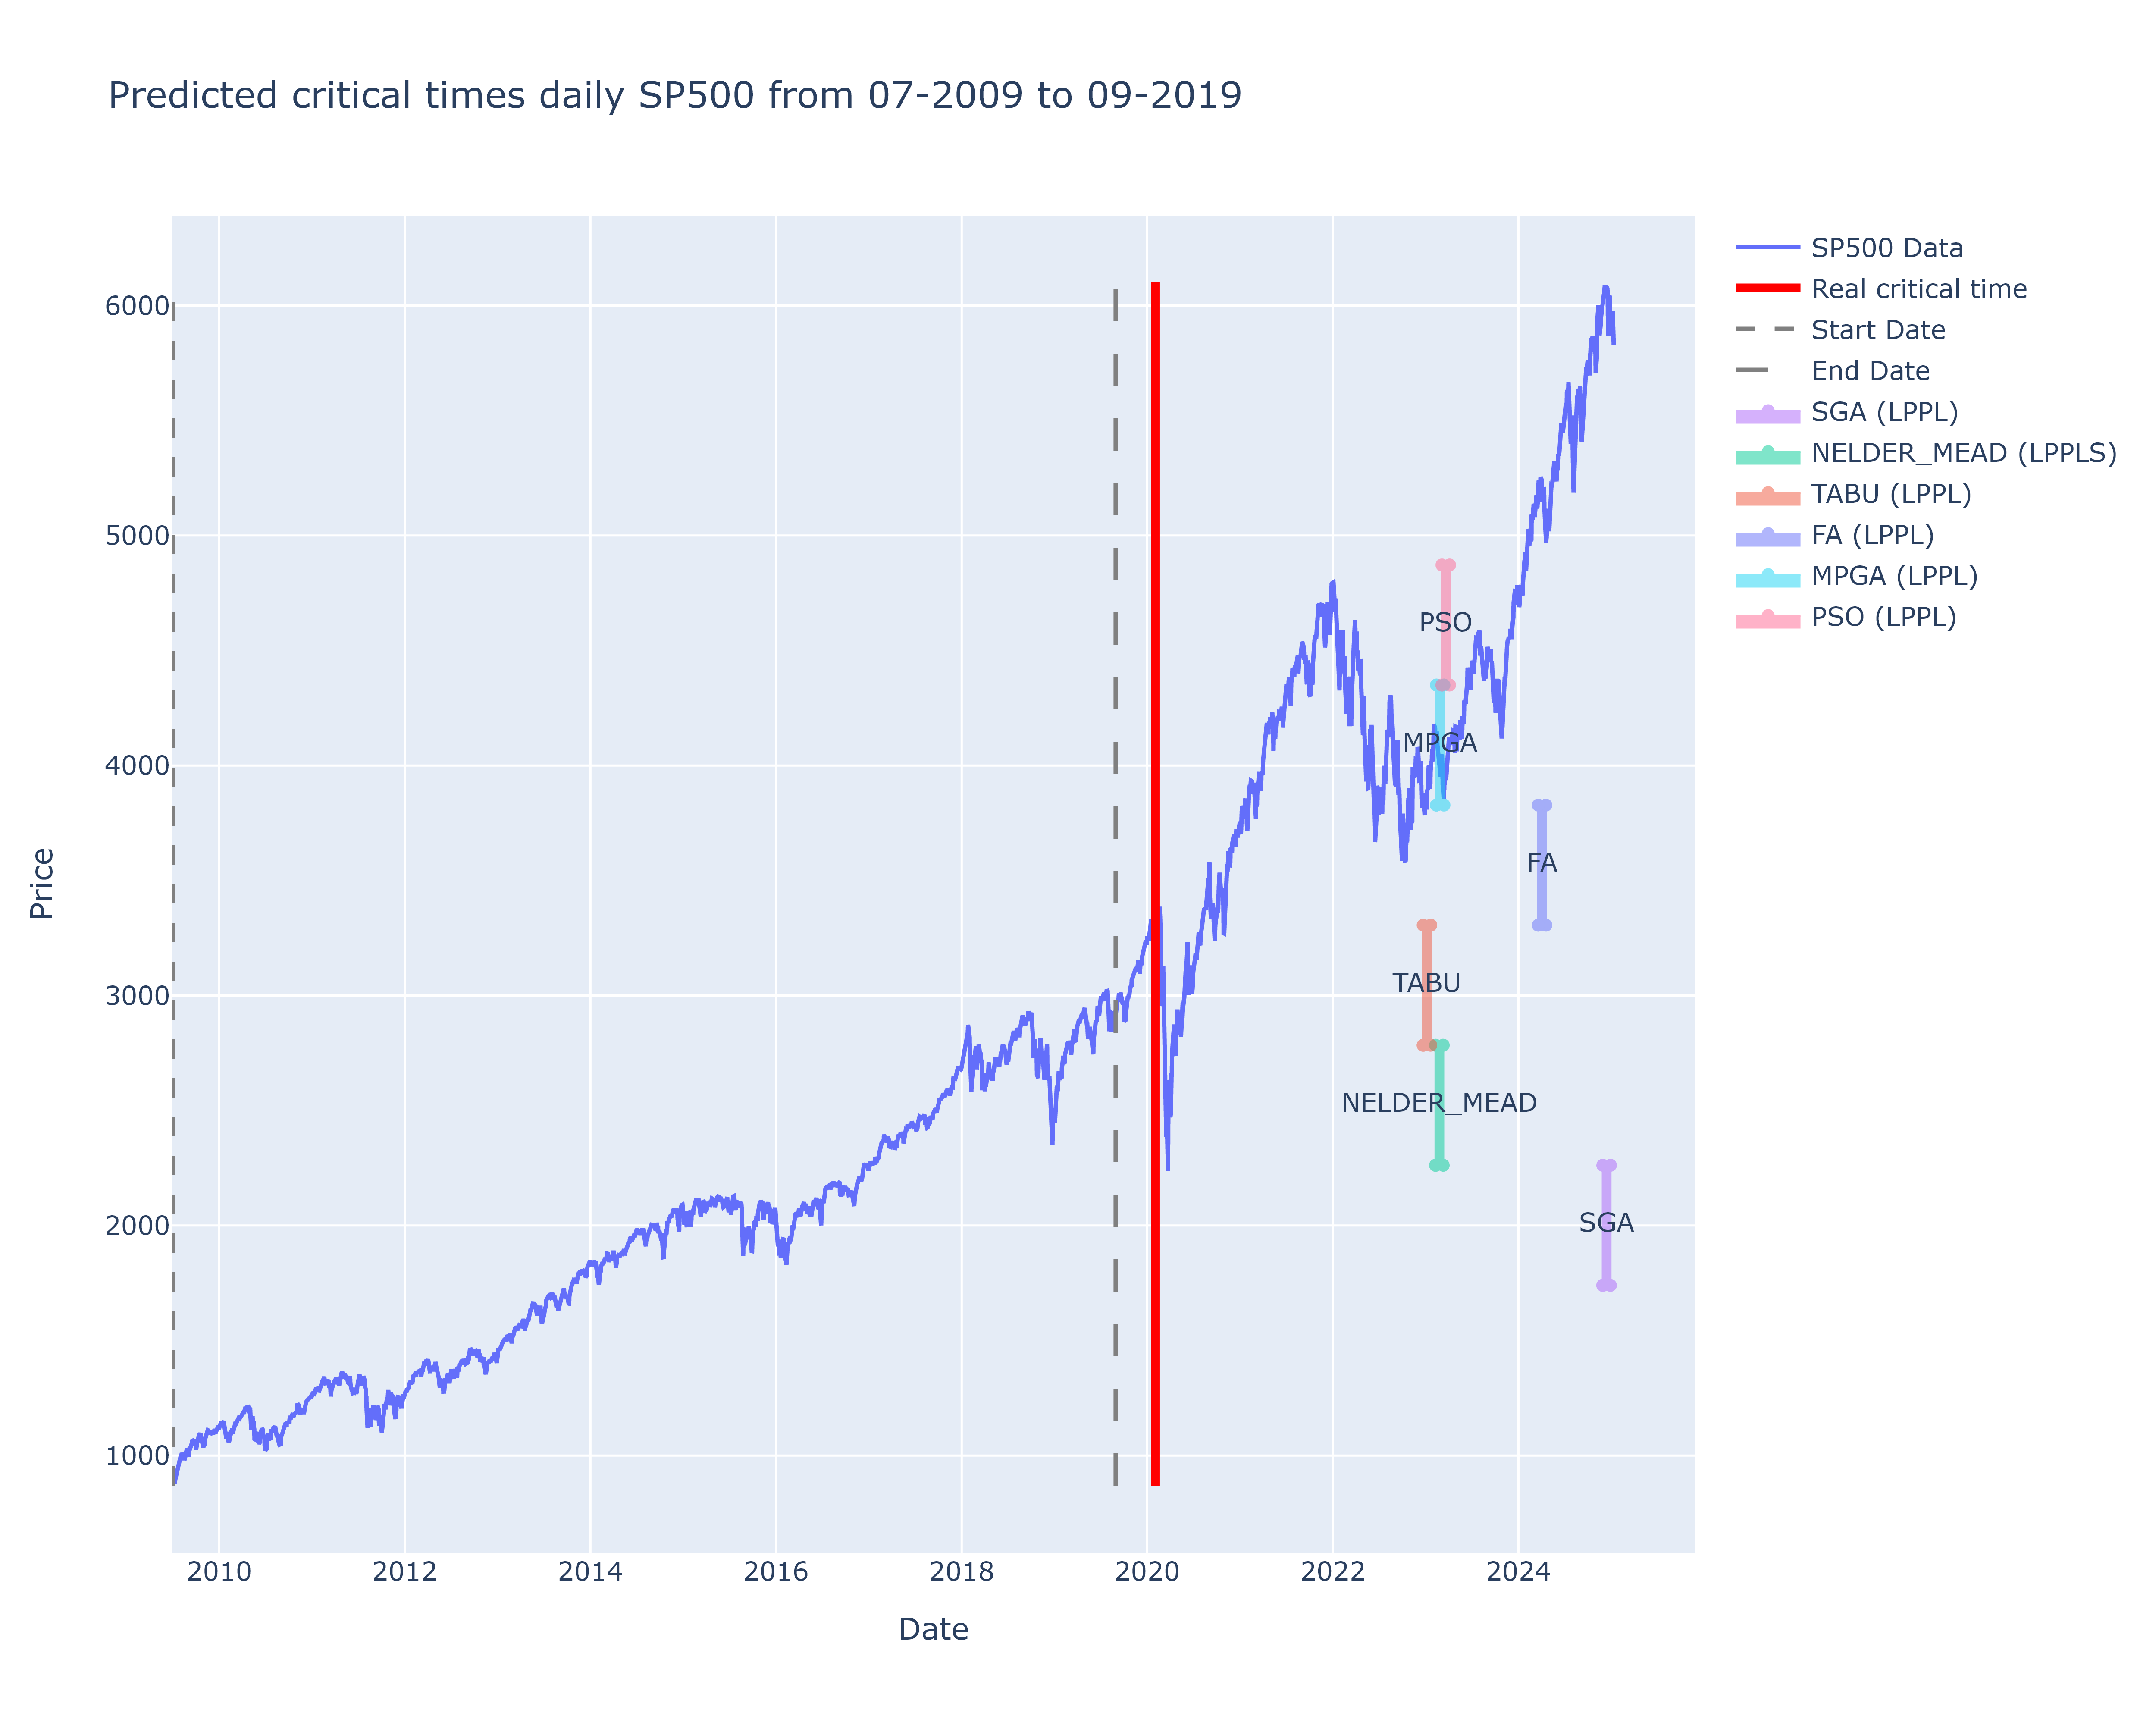 Predicted critical times daily SP500 from 07-2009 to 09-2019
SP500 Data
Real critical time
Start Date
End Date
SGA (LPPL)
NELDER_MEAD (LPPLS)
TABU (LPPL)
FA (LPPL)
MPGA (LPPL)
PSO (LPPL)
6000
5000
4000
3000
2000
1000
Price
PSO
MPGA
FA
TABU
NELDER_MEAD
SGA
2010
2012
2014
2016
2018
2020
2022
2024
Date